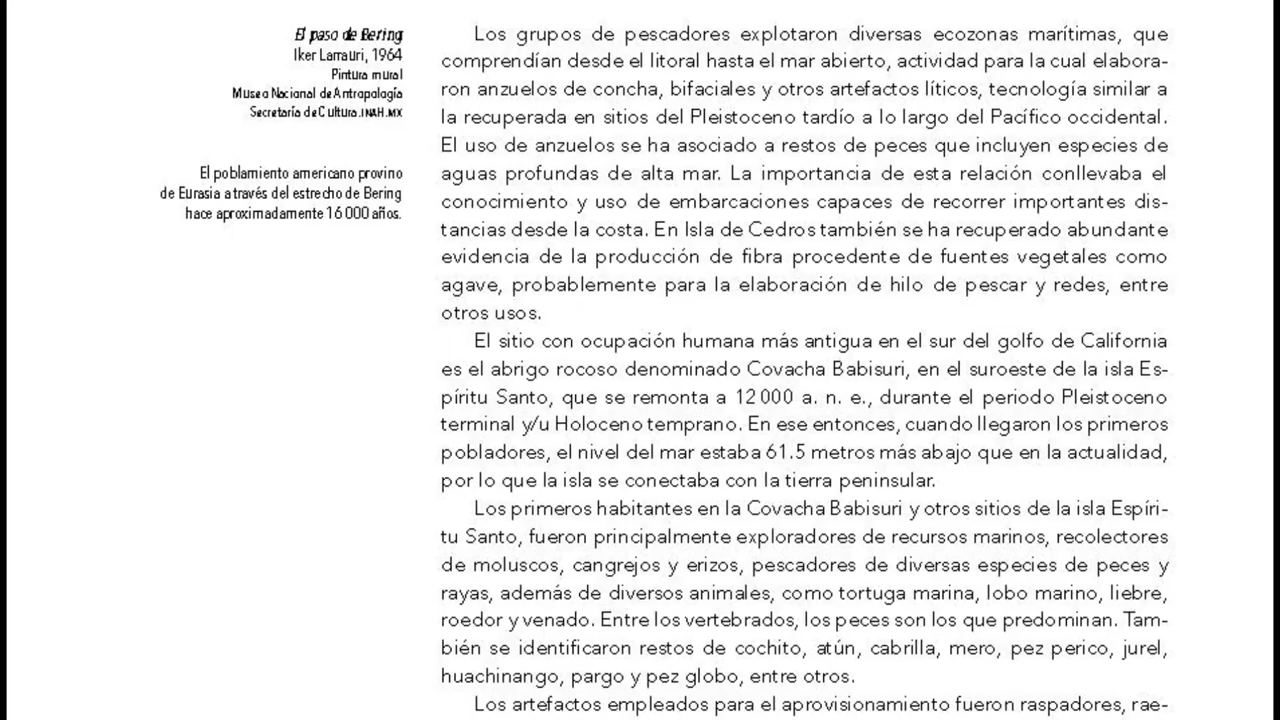 El paso de Bering
Iker Larrauri, 1964
Pintura mural
Museo Nacional de Antropología
Secretaría de Cultura.INAH.MX
El poblamiento americano provino
de Eurasia a través del estrecho de Bering
hace aproximadamente 16 000 años.
Los grupos de pescadores explotaron diversas ecozonas marítimas, que
comprendían desde el litoral hasta el mar abierto, actividad para la cual elabora-
ron anzuelos de concha, bifaciales y otros artefactos líticos, tecnología similar a
la recuperada en sitios del Pleistoceno tardío a lo largo del Pacífico occidental.
El uso de anzuelos se ha asociado a restos de peces que incluyen especies de
aguas profundas de alta mar. La importancia de esta relación conllevaba el
conocimiento y uso de embarcaciones capaces de recorrer importantes dis-
tancias desde la costa. En Isla de Cedros también se ha recuperado abundante
evidencia de la producción de fibra procedente de fuentes vegetales como
agave, probablemente para la elaboración de hilo de pescar y redes, entre
otros usos.
El sitio con ocupación humana más antigua en el sur del golfo de California
es el abrigo rocoso denominado Covacha Babisuri, en el suroeste de la isla Es-
píritu Santo, que se remonta a 12 000 a. n. e., durante el periodo Pleistoceno
terminal y/u Holoceno temprano. En ese entonces, cuando llegaron los primeros
pobladores, el nivel del mar estaba 61.5 metros más abajo que en la actualidad,
por lo que la isla se conectaba con la tierra peninsular.
Los primeros habitantes en la Covacha Babisuri y otros sitios de la isla Espíri-
tu Santo, fueron principalmente exploradores de recursos marinos, recolectores
de moluscos, cangrejos y erizos, pescadores de diversas especies de peces y
rayas, además de diversos animales, como tortuga marina, lobo marino, liebre,
roedor y venado. Entre los vertebrados, los peces son los que predominan. Tam-
bién se identificaron restos de cochito, atún, cabrilla, mero, pez perico, jurel,
huachinango, pargo y pez globo, entre otros.
Los artefactos empleados para el aprovisionamiento fueron raspadores, rae-